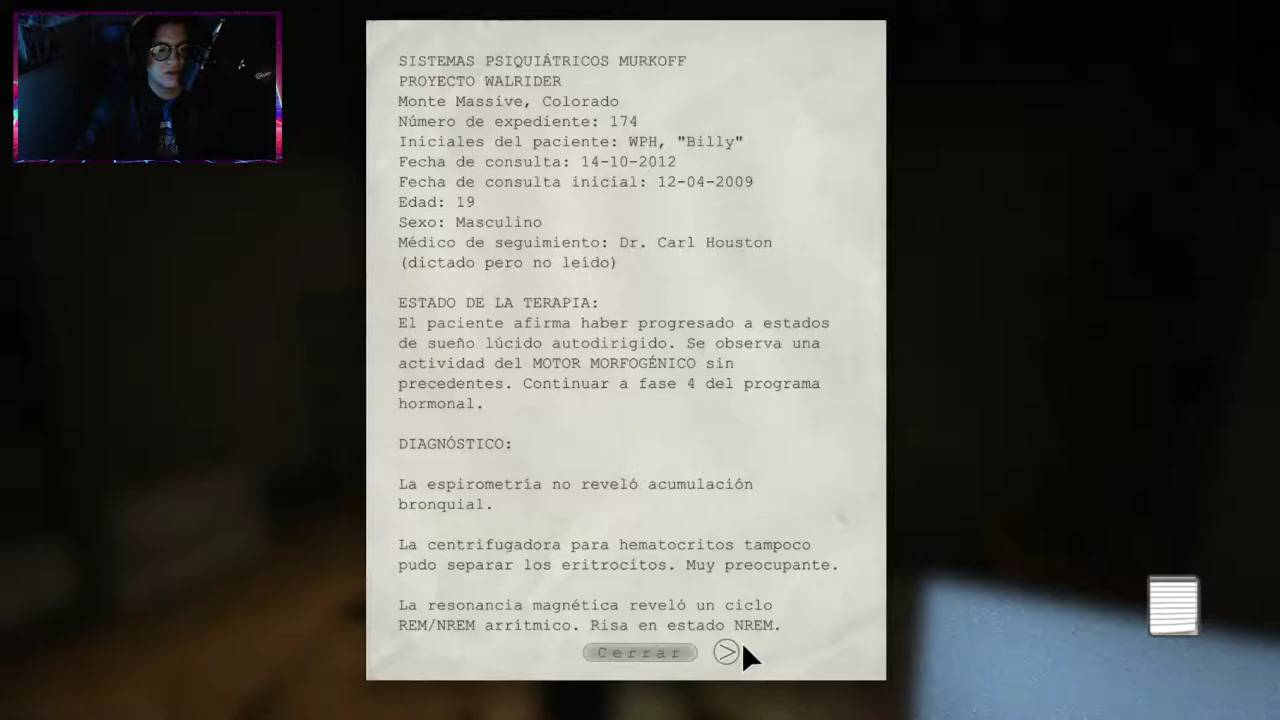 SISTEMAS PSIQUIÁTRICOS MURKOFF
PROYECTO WALRIDER
Monte Massive, Colorado
Número de expediente: 174
Iniciales del paciente: WPH, "Billy"
Fecha de consulta: 14-10-2012
Fecha de consulta inicial: 12-04-2009
Edad: 19
Sexo: Masculino
Médico de seguimiento: Dr. Carl Houston
(dictado pero no leído)
ESTADO DE LA TERAPIA:
El paciente afirma haber progresado a estados
de sueño lúcido autodirigido. Se observa una
actividad del MOTOR MORFOGÉNICO sin
precedentes. Continuar a fase 4 del programa
hormonal.
DIAGNÓSTICO:
La espirometría no reveló acumulación
bronquial.
La centrifugadora para hematocritos tampoco
pudo separar los eritrocitos. Muy preocupante.
La resonancia magnética reveló un ciclo
REM/NREM arrítmico. Risa en estado NREM.
Cerrar >